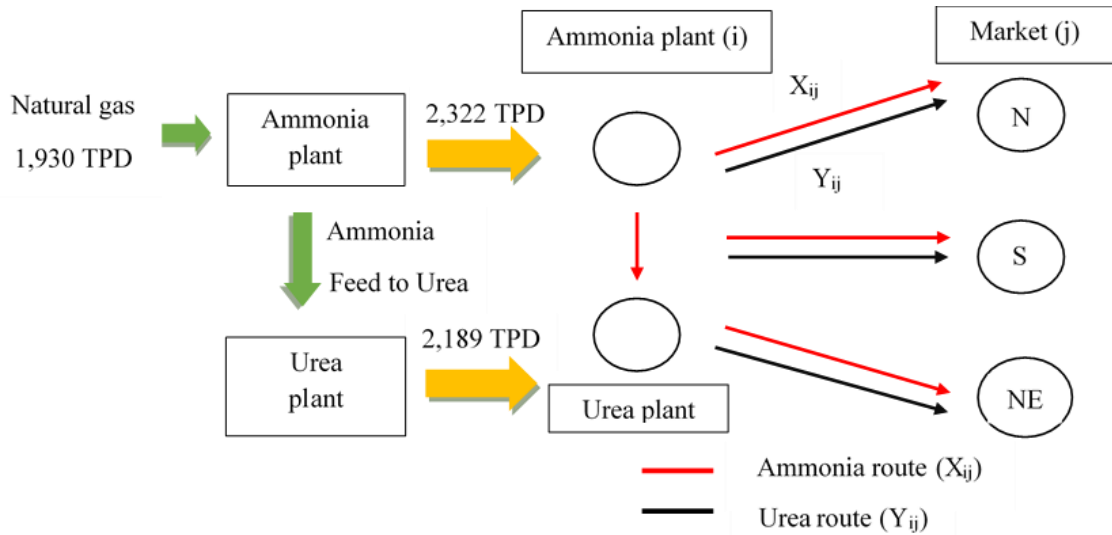 Ammonia plant (i)
Market (j)
Natural gas
1,930 TPD
Ammonia
plant
2,322 TPD
Xij
Yij
N
Ammonia
Feed to Urea
S
Urea
plant
2,189 TPD
Urea plant
NE
Ammonia route (Xij)
Urea route (Yij)